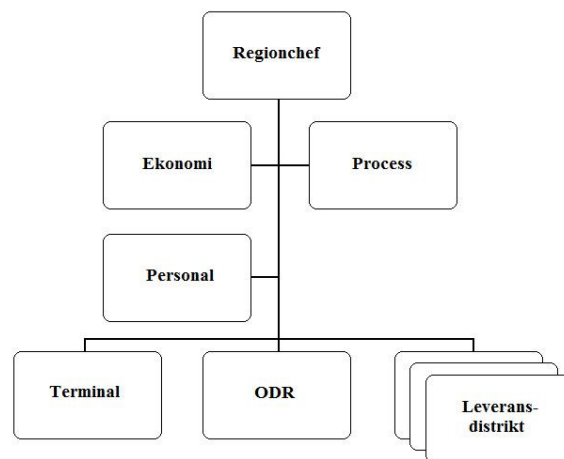 Regionchef
Ekonomi
Process
Personal
Terminal
ODR
Leverans-
distrikt